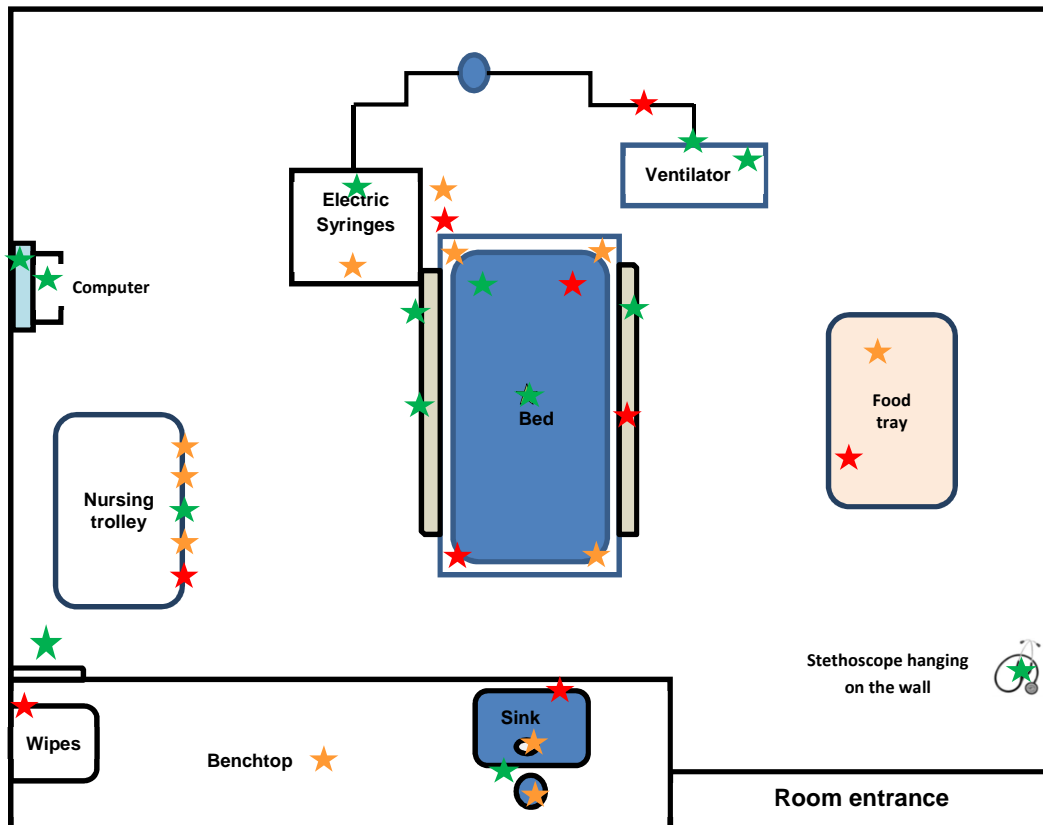 Ventilator
Electric
Syringes
Computer
Food
tray
Bed
Nursing
trolley
Stethoscope hanging
on the wall
Sink
Wipes
Benchtop
Room entrance